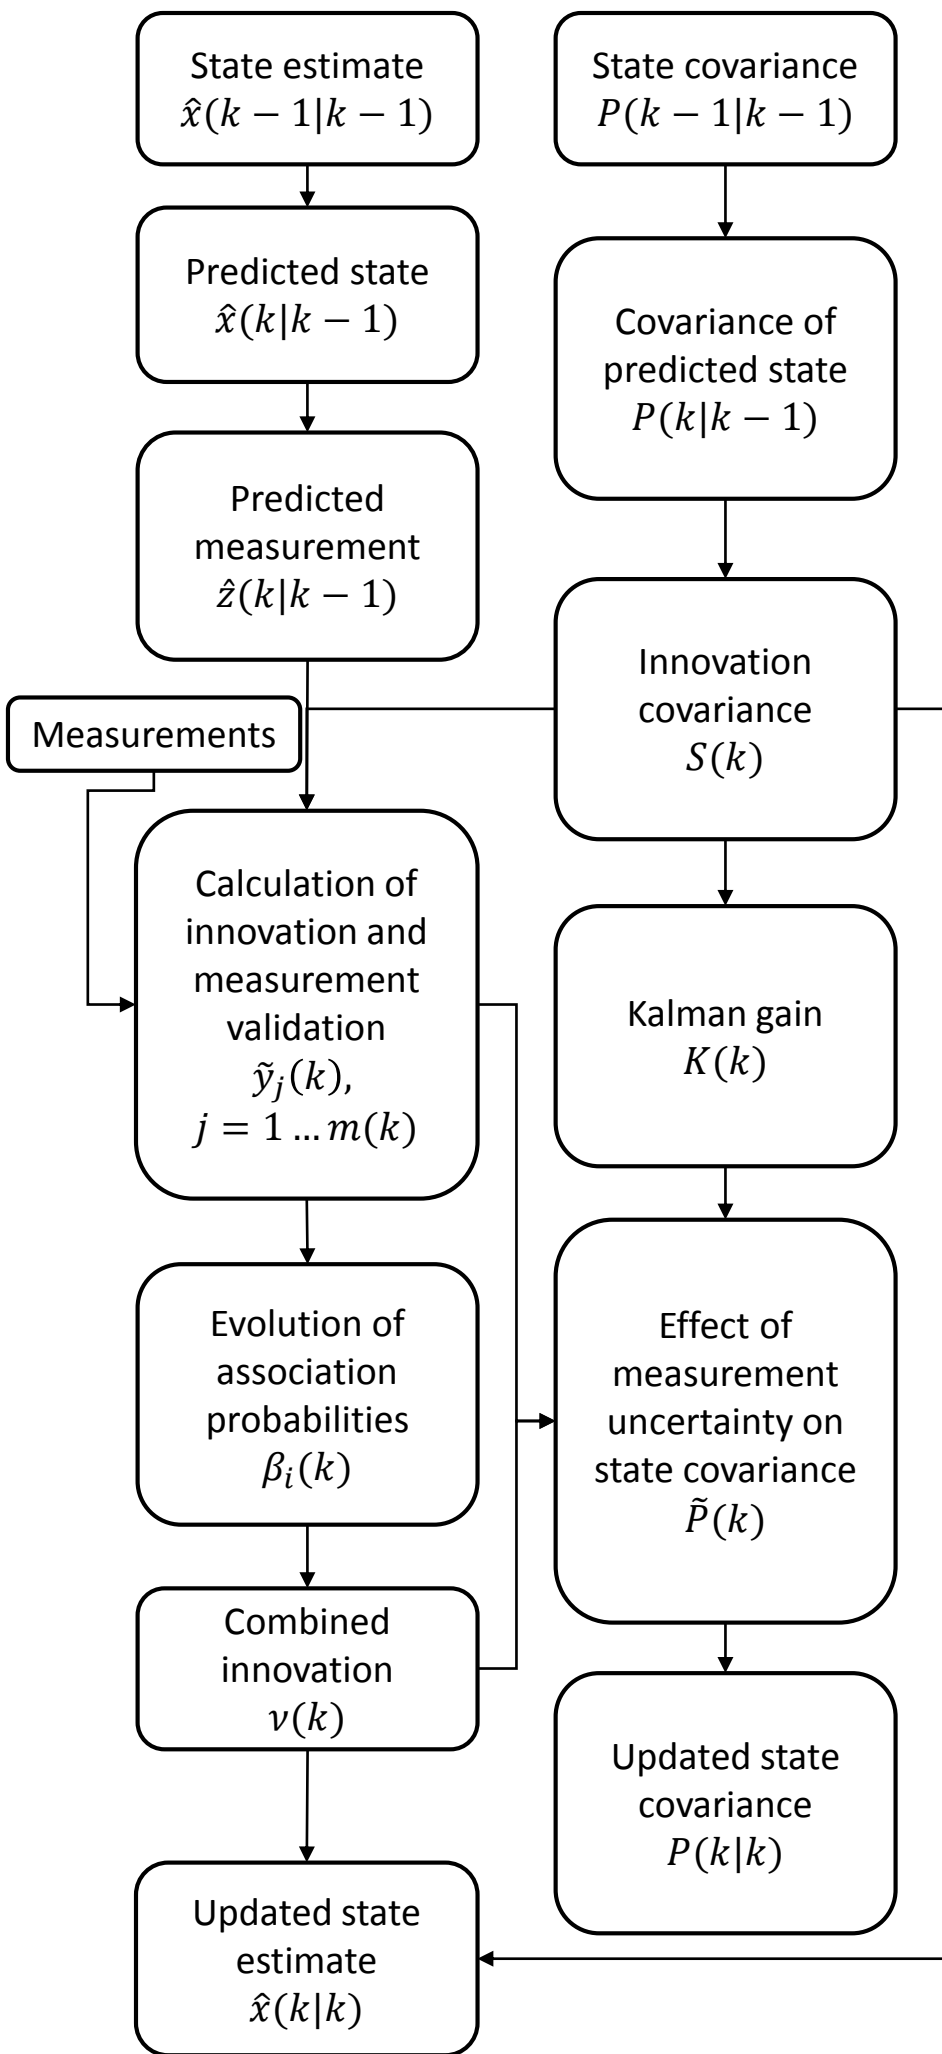 State estimate
x̂(k − 1|k − 1)
State covariance
P(k − 1|k − 1)
Predicted state
x̂(k|k − 1)
Covariance of
predicted state
P(k|k − 1)
Predicted
measurement
ẑ(k|k − 1)
Innovation
covariance
S(k)
Measurements
Calculation of
innovation and
measurement
validation
ỹⱼ(k),
j = 1 … m(k)
Kalman gain
K(k)
Evolution of
association
probabilities
βᵢ(k)
Effect of
measurement
uncertainty on
state covariance
P̃(k)
Combined
innovation
ν(k)
Updated state
covariance
P(k|k)
Updated state
estimate
x̂(k|k)